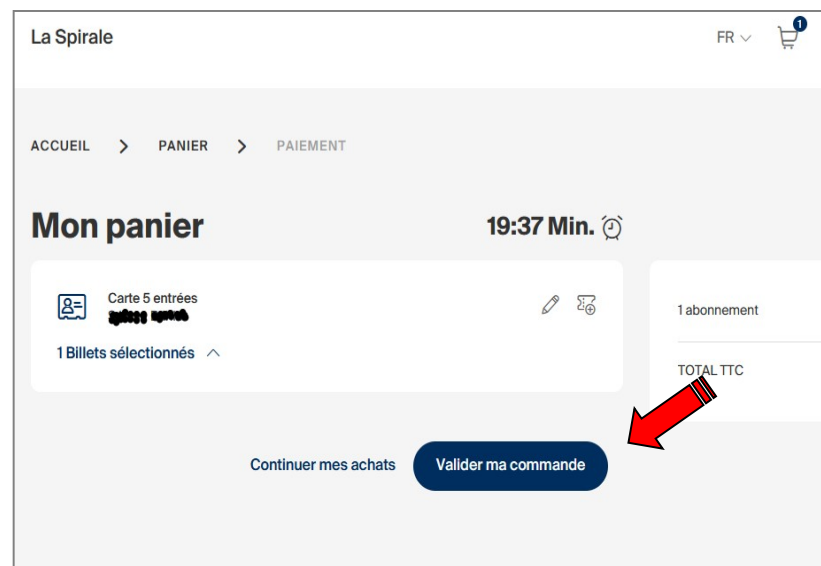 La Spirale
FR
1
ACCUEIL > PANIER > PAIEMENT
Mon panier
19:37 Min.
Carte 5 entrées
1 Billets sélectionnés
1 abonnement
TOTAL TTC
Continuer mes achats
Valider ma commande